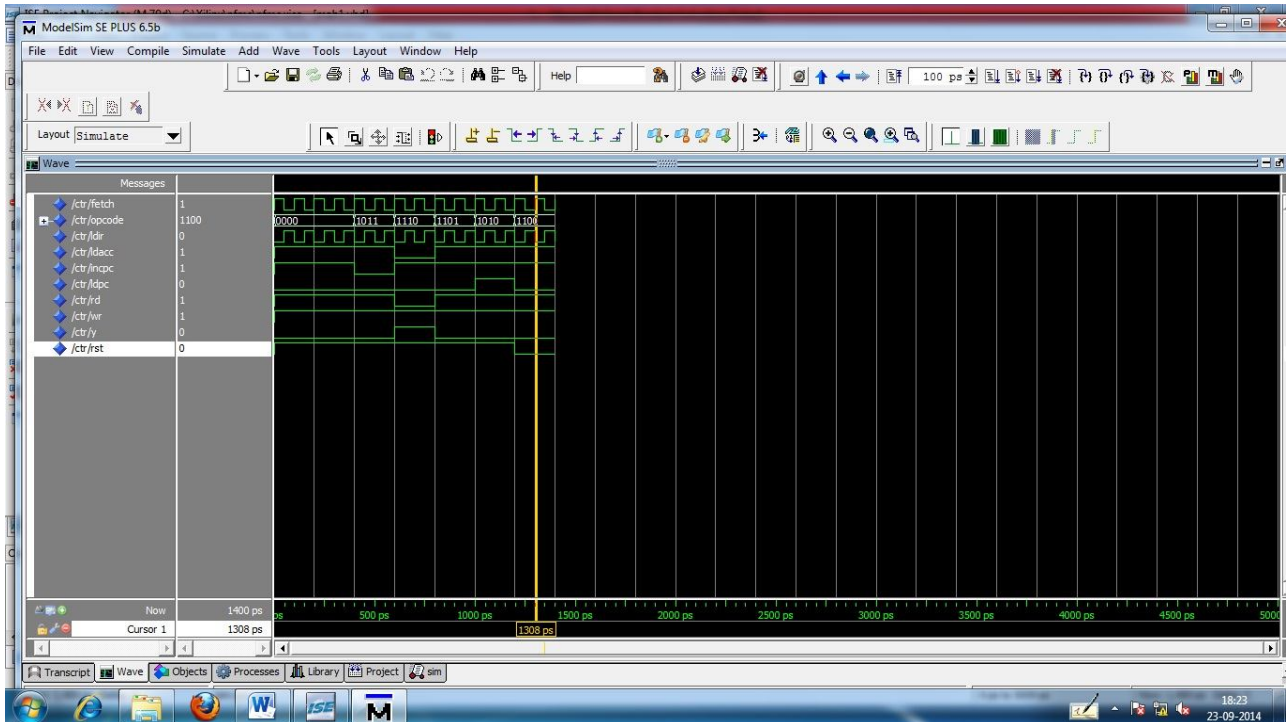 ModelSim SE PLUS 6.5b
File Edit View Compile Simulate Add Wave Tools Layout Window Help
Help
100 ps
Layout Simulate
Wave
Messages
/ctr/fetch 1
/ctr/opcode 1100 0000 1011 1110 1101 1010 1100
/ctr/ldir 0
/ctr/ldacc 1
/ctr/incpc 1
/ctr/ldpc 0
/ctr/rd 1
/ctr/wr 1
/ctr/y 0
/ctr/rst 0
Now 1400 ps ps 500 ps 1000 ps 1500 ps 2000 ps 2500 ps 3000 ps 3500 ps 4000 ps 4500 ps 5000
Cursor 1 1308 ps 1308 ps
Transcript Wave Objects Processes Library Project sim
W ISE M
18:23
23-09-2014